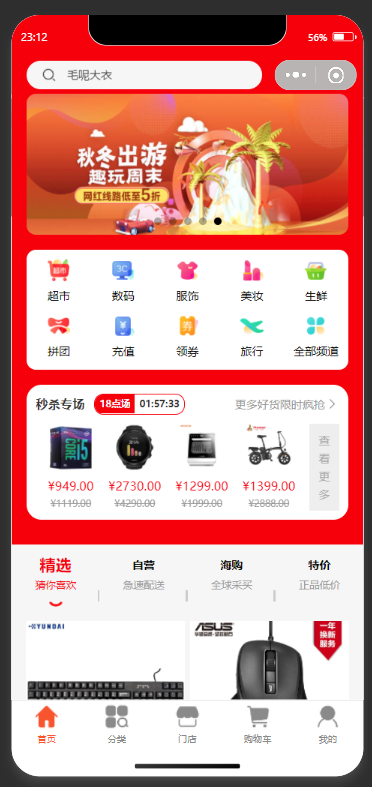 23:12
56%
毛呢大衣
秋冬出游
趣玩周末
网红线路低至5折
超市
3C
超市 数码 服饰 美妆 生鲜
券
拼团 充值 领券 旅行 全部频道
秒杀专场 18点场 01:57:33 更多好货限时疯抢
CORE
i5
查看更多
¥949.00 ¥2730.00 ¥1299.00 ¥1399.00
¥1119.00 ¥4290.00 ¥1999.00 ¥2888.00
精选 自营 海购 特价
猜你喜欢 急速配送 全球采买 正品低价
HYUNDAI
ASUS
一年
换新
服务
首页 分类 门店 购物车 我的